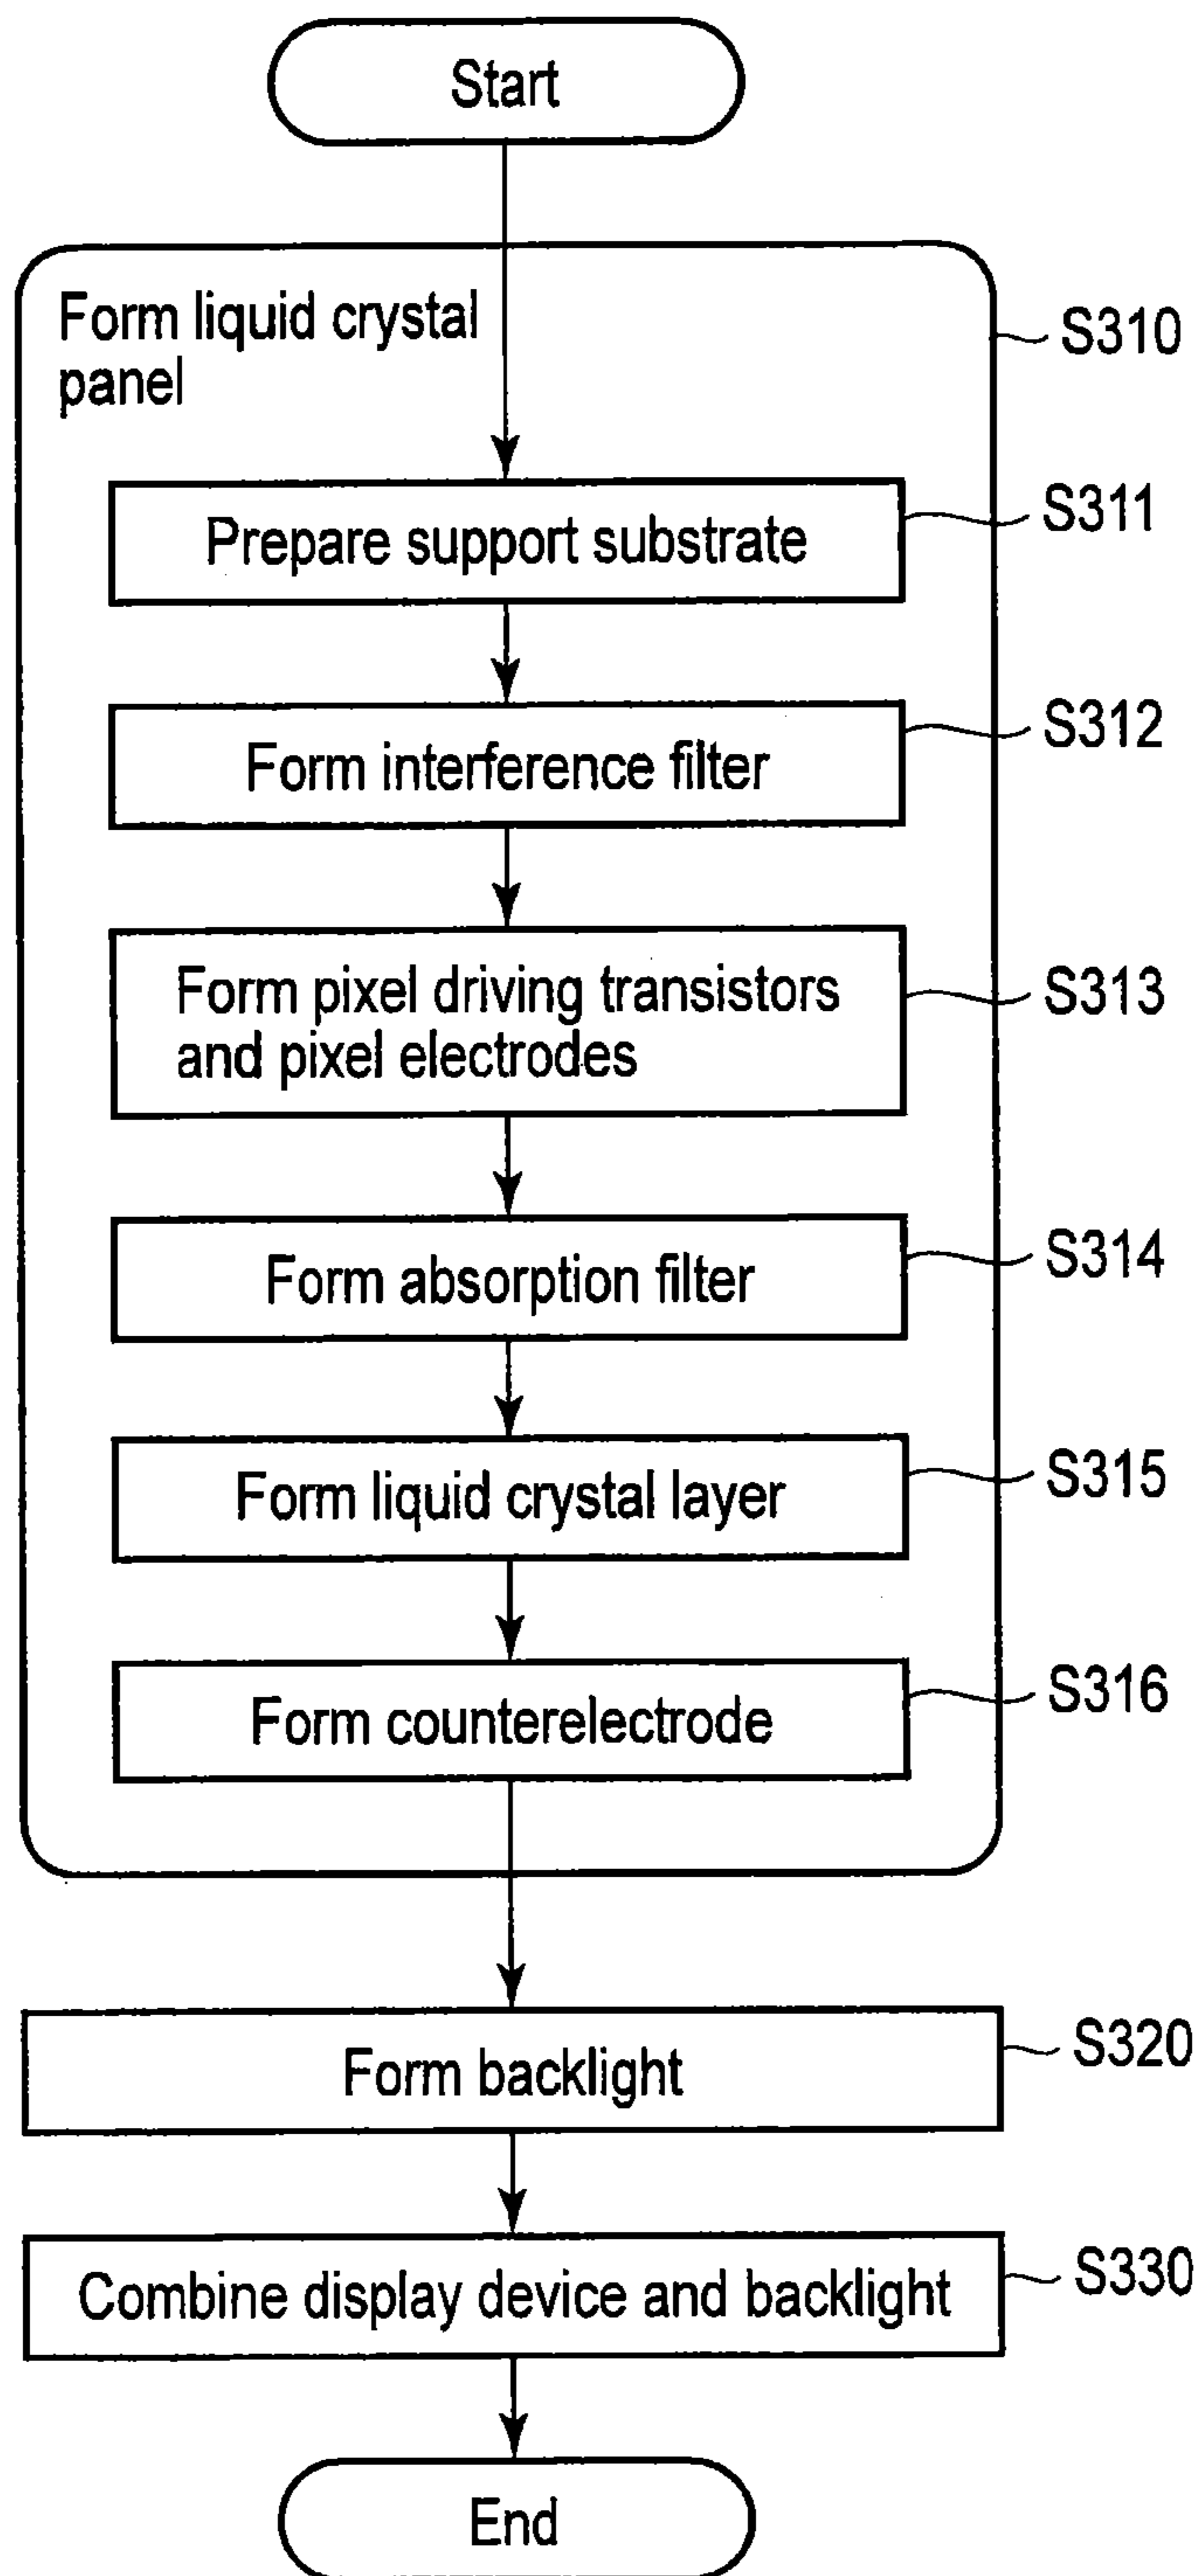 Start
Form liquid crystal
panel
S310
Prepare support substrate
S311
Form interference filter
S312
Form pixel driving transistors
and pixel electrodes
S313
Form absorption filter
S314
Form liquid crystal layer
S315
Form counterelectrode
S316
Form backlight
S320
Combine display device and backlight
S330
End